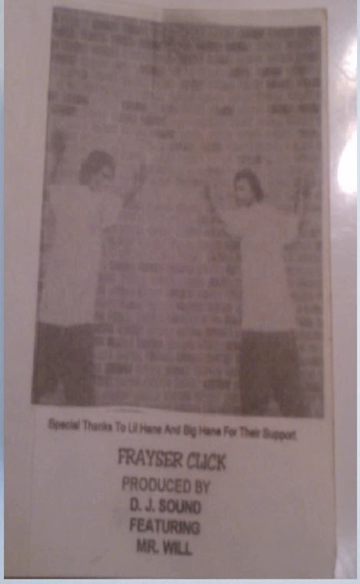 Special Thanks To Lil Hane And Big Hane For Their Support.
FRAYSER CLICK
PRODUCED BY
D. J. SOUND
FEATURING
MR. WILL